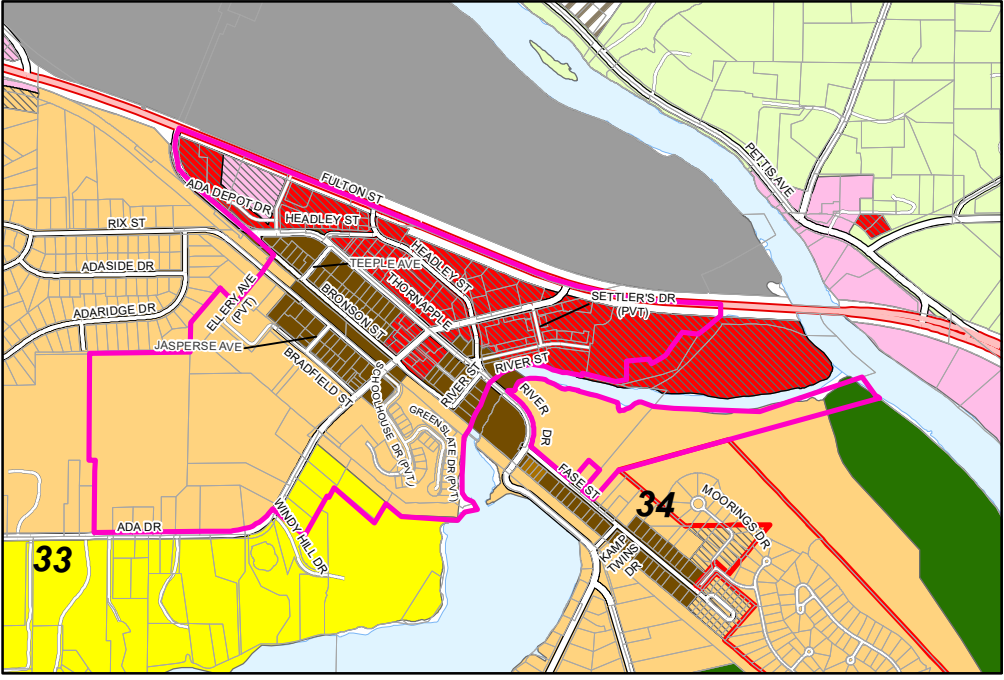 PETTIS AVE
FULTON ST
ADA DEPOT DR
HEADLEY ST
RIX ST
HEADLEY ST
TEEPLE AVE
ADASIDE DR
THORNAPPLE
ELLERY AVE
(PVT)
BRONSON ST
SETTLER'S DR
(PVT)
ADARIDGE DR
JASPERSE AVE
BRADFIELD ST
RIVER ST
SCHOOLHOUSE DR (PVT)
RIVER ST
RIVER
DR
GREENSLATE DR (PVT)
FASE ST
34
MOORINGS DR
WINDY HILL DR
ADA DR
KAMP
TWINS
DR
33